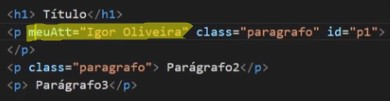 <h1> Título</h1>
<p meuAtt="Igor Oliveira" class="paragrafo" id="p1">
</p>
<p class="paragrafo"> Parágrafo2</p>
<p> Parágrafo3</p>